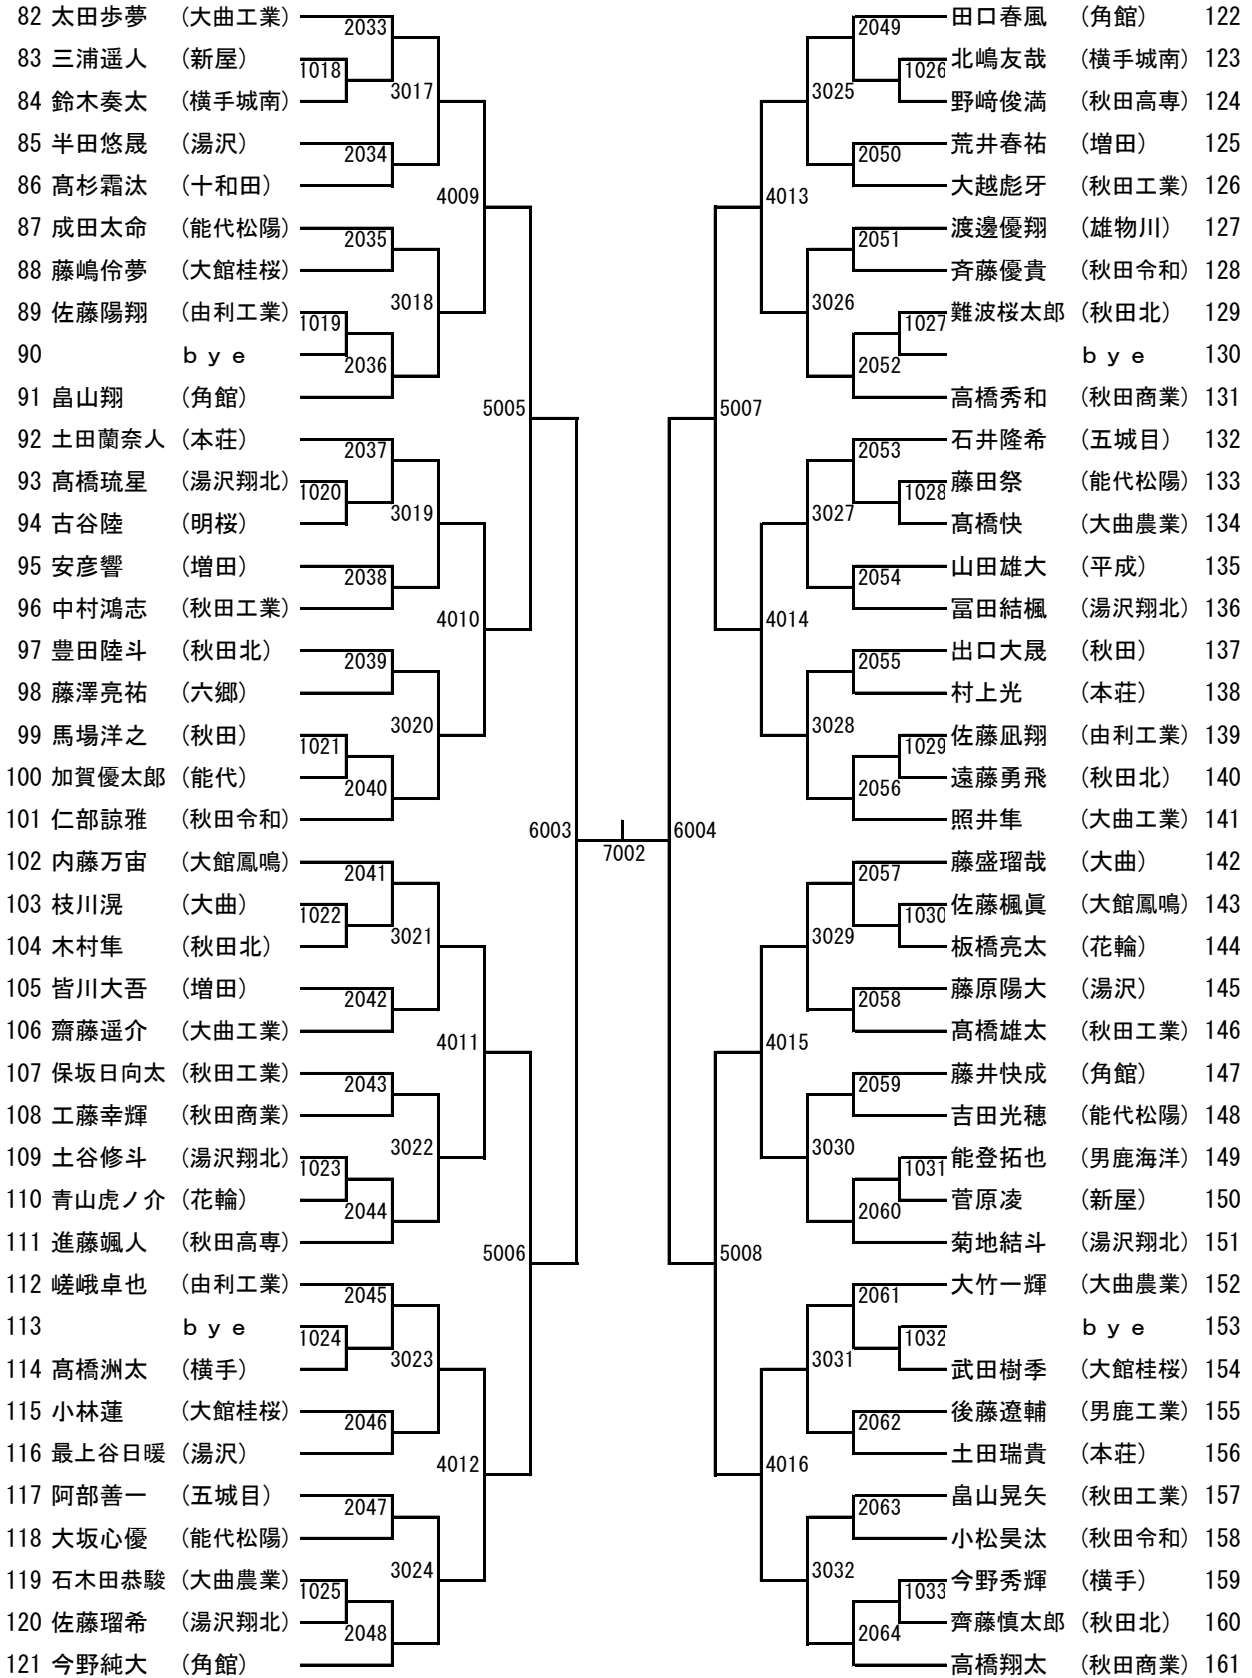 82 太田歩夢 (大曲工業)
2033
83 三浦遥人 (新屋)
1018
3017
84 鈴木奏太 (横手城南)
85 半田悠晟 (湯沢)
2034
86 髙杉霜汰 (十和田)
4009
87 成田太命 (能代松陽)
2035
88 藤嶋伶夢 (大館桂桜)
3018
89 佐藤陽翔 (由利工業)
1019
90 ｂｙｅ
2036
91 畠山翔 (角館)
5005
92 土田蘭奈人 (本荘)
2037
93 髙橋琉星 (湯沢翔北)
1020
3019
94 古谷陸 (明桜)
95 安彦響 (増田)
2038
96 中村鴻志 (秋田工業)
4010
97 豊田陸斗 (秋田北)
2039
98 藤澤亮祐 (六郷)
3020
99 馬場洋之 (秋田)
1021
100 加賀優太郎 (能代)
2040
101 仁部諒雅 (秋田令和)
6003
7002
102 内藤万宙 (大館鳳鳴)
2041
103 枝川滉 (大曲)
1022
3021
104 木村隼 (秋田北)
105 皆川大吾 (増田)
2042
106 齋藤遥介 (大曲工業)
4011
107 保坂日向太 (秋田工業)
2043
108 工藤幸輝 (秋田商業)
3022
109 土谷修斗 (湯沢翔北)
1023
110 青山虎ノ介 (花輪)
2044
111 進藤颯人 (秋田高専)
5006
112 嵯峨卓也 (由利工業)
2045
113 ｂｙｅ
1024
3023
114 髙橋洲太 (横手)
115 小林蓮 (大館桂桜)
2046
116 最上谷日暖 (湯沢)
4012
117 阿部善一 (五城目)
2047
118 大坂心優 (能代松陽)
3024
119 石木田恭駿 (大曲農業)
1025
120 佐藤瑠希 (湯沢翔北)
2048
121 今野純大 (角館)
田口春風 (角館) 122
2049
北嶋友哉 (横手城南) 123
1026
3025
野﨑俊満 (秋田高専) 124
荒井春祐 (増田) 125
2050
大越彪牙 (秋田工業) 126
4013
渡邊優翔 (雄物川) 127
2051
斉藤優貴 (秋田令和) 128
3026
難波桜太郎 (秋田北) 129
1027
ｂｙｅ 130
2052
高橋秀和 (秋田商業) 131
5007
石井隆希 (五城目) 132
2053
藤田祭 (能代松陽) 133
1028
3027
髙橋快 (大曲農業) 134
山田雄大 (平成) 135
2054
冨田結楓 (湯沢翔北) 136
4014
出口大晟 (秋田) 137
2055
村上光 (本荘) 138
3028
佐藤凪翔 (由利工業) 139
1029
遠藤勇飛 (秋田北) 140
2056
照井隼 (大曲工業) 141
6004
藤盛瑠哉 (大曲) 142
2057
佐藤楓眞 (大館鳳鳴) 143
1030
3029
板橋亮太 (花輪) 144
藤原陽大 (湯沢) 145
2058
髙橋雄太 (秋田工業) 146
4015
藤井快成 (角館) 147
2059
吉田光穂 (能代松陽) 148
3030
能登拓也 (男鹿海洋) 149
1031
菅原凌 (新屋) 150
2060
菊地結斗 (湯沢翔北) 151
5008
大竹一輝 (大曲農業) 152
2061
ｂｙｅ 153
1032
3031
武田樹季 (大館桂桜) 154
後藤遼輔 (男鹿工業) 155
2062
土田瑞貴 (本荘) 156
4016
畠山晃矢 (秋田工業) 157
2063
小松昊汰 (秋田令和) 158
3032
今野秀輝 (横手) 159
1033
齊藤慎太郎 (秋田北) 160
2064
高橋翔太 (秋田商業) 161